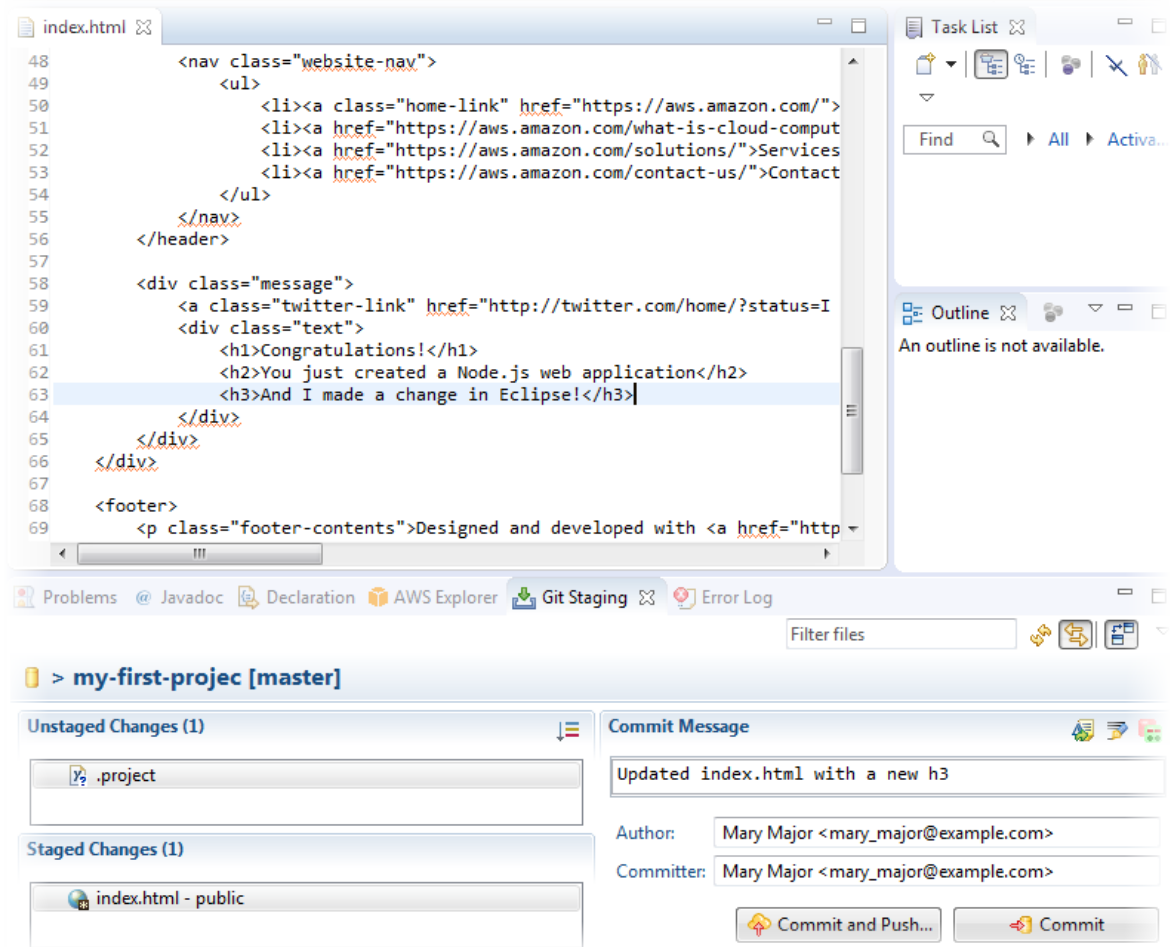 index.html
48 <nav class="website-nav">
49 <ul>
50 <li><a class="home-link" href="https://aws.amazon.com/">
51 <li><a href="https://aws.amazon.com/what-is-cloud-comput
52 <li><a href="https://aws.amazon.com/solutions/">Services
53 <li><a href="https://aws.amazon.com/contact-us/">Contact
54 </ul>
55 </nav>
56 </header>
57
58 <div class="message">
59 <a class="twitter-link" href="http://twitter.com/home/?status=I
60 <div class="text">
61 <h1>Congratulations!</h1>
62 <h2>You just created a Node.js web application</h2>
63 <h3>And I made a change in Eclipse!</h3>
64 </div>
65 </div>
66 </div>
67
68 <footer>
69 <p class="footer-contents">Designed and developed with <a href="http
Task List
Find All Activa...
Outline
An outline is not available.
Problems @ Javadoc Declaration AWS Explorer Git Staging Error Log
Filter files
> my-first-projec [master]
Unstaged Changes (1)
.project
Staged Changes (1)
index.html - public
Commit Message
Updated index.html with a new h3
Author: Mary Major <mary_major@example.com>
Committer: Mary Major <mary_major@example.com>
Commit and Push... Commit